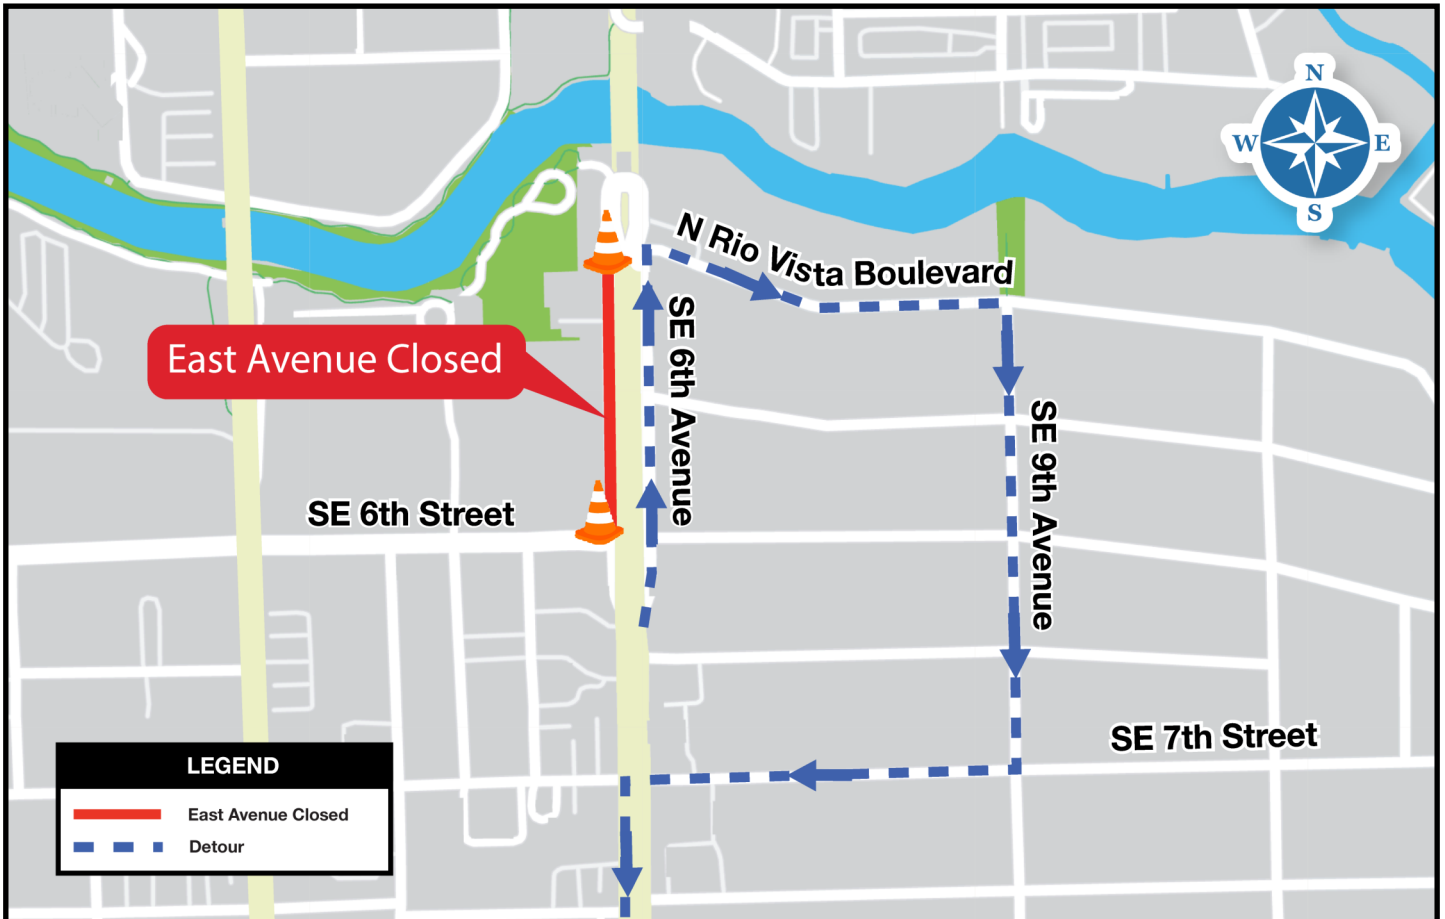 N
W
E
S
N Rio Vista Boulevard
East Avenue Closed
SE 6th Avenue
SE 9th Avenue
SE 6th Street
SE 7th Street
LEGEND
East Avenue Closed
Detour